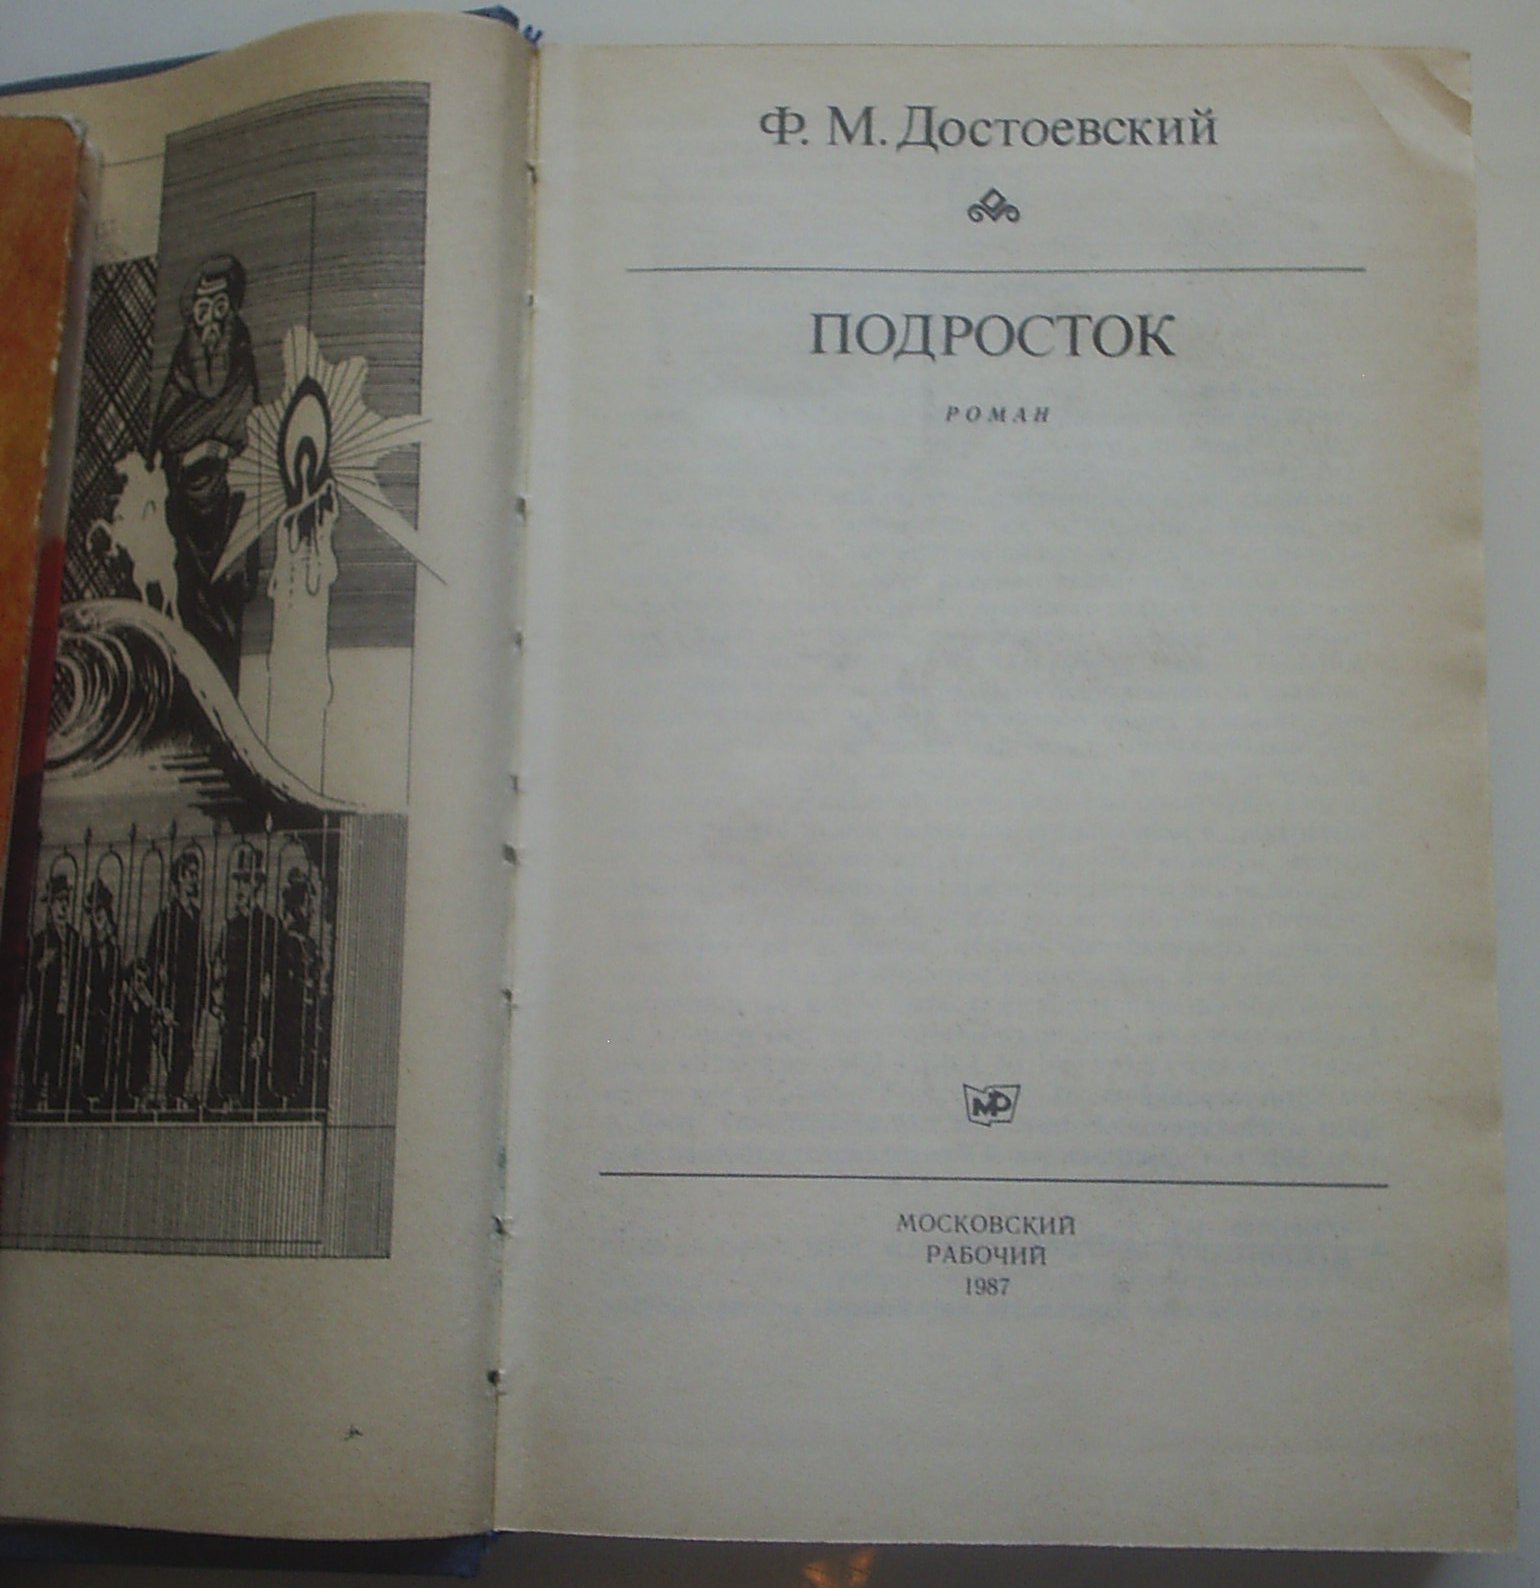 Ф. М. Достоевский
ПОДРОСТОК
РОМАН
МР
МОСКОВСКИЙ
РАБОЧИЙ
1987